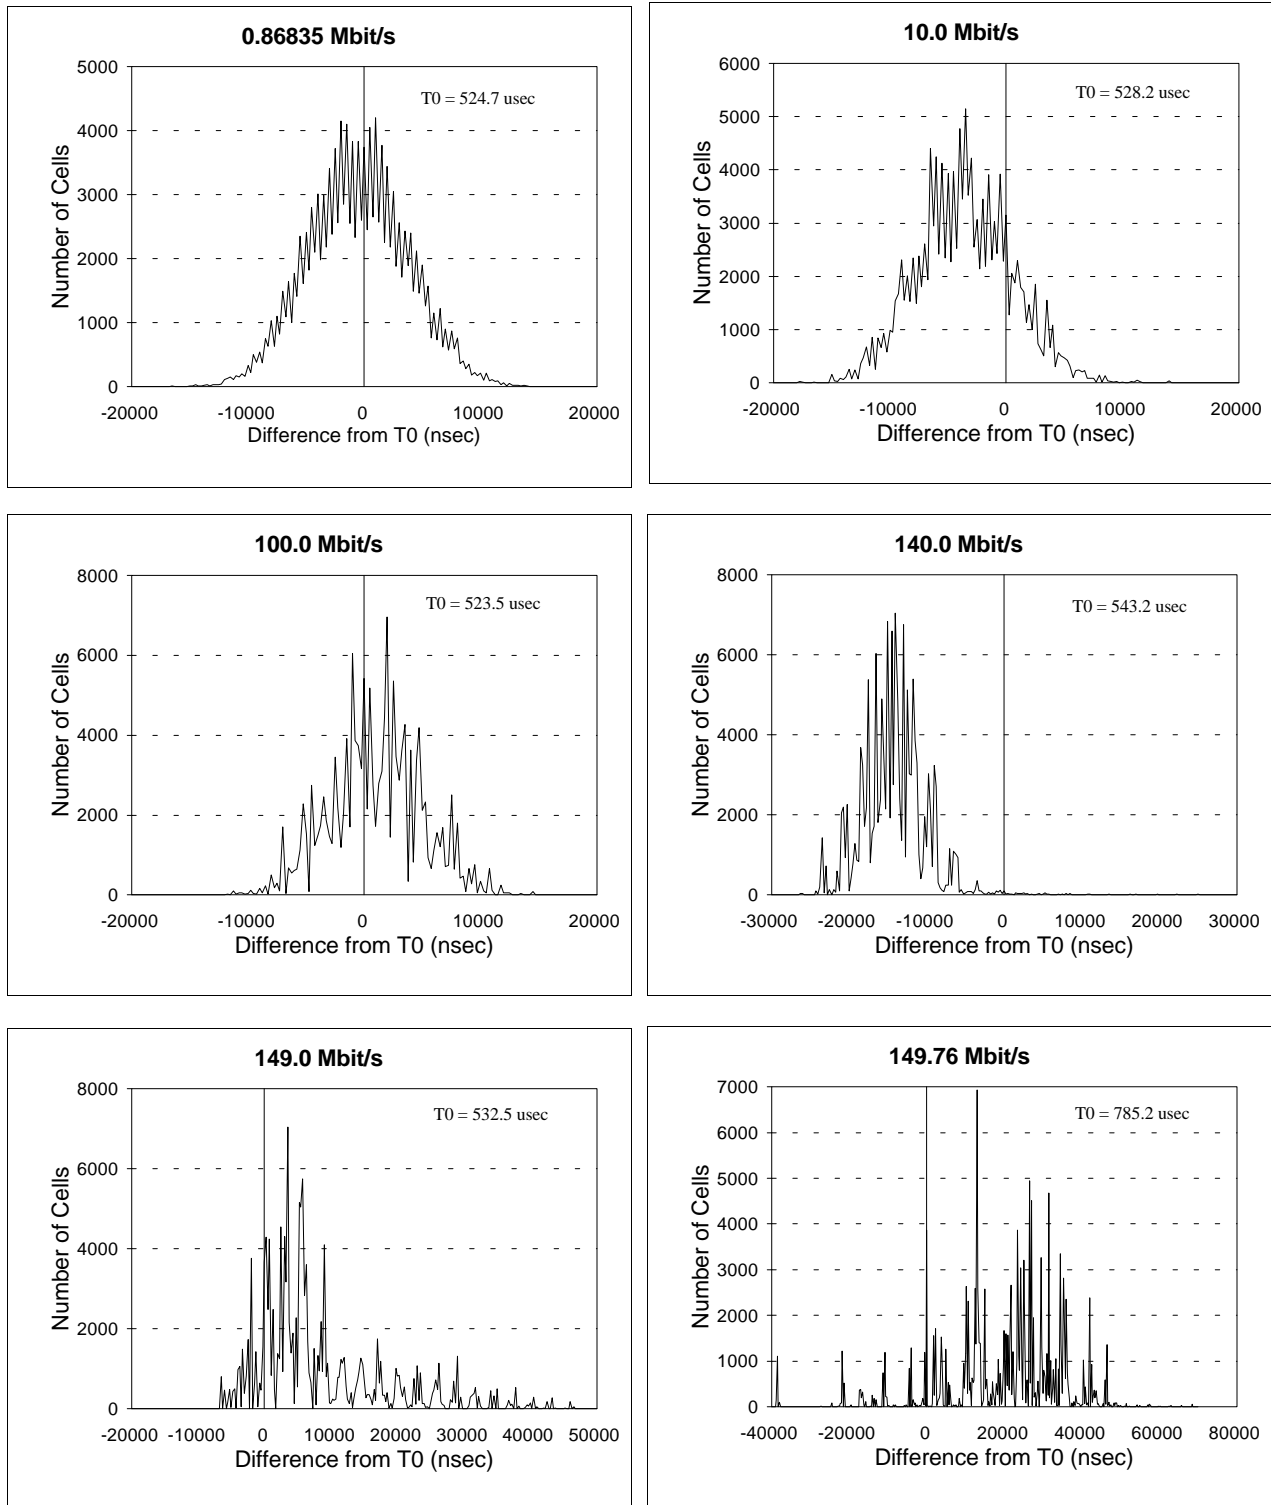 0.86835 Mbit/s
T0 = 524.7 usec
Number of Cells
5000
4000
3000
2000
1000
0
-20000 -10000 0 10000 20000
Difference from T0 (nsec)
10.0 Mbit/s
T0 = 528.2 usec
Number of Cells
6000
5000
4000
3000
2000
1000
0
-20000 -10000 0 10000 20000
Difference from T0 (nsec)
100.0 Mbit/s
T0 = 523.5 usec
Number of Cells
8000
6000
4000
2000
0
-20000 -10000 0 10000 20000
Difference from T0 (nsec)
140.0 Mbit/s
T0 = 543.2 usec
Number of Cells
8000
6000
4000
2000
0
-30000 -20000 -10000 0 10000 20000 30000
Difference from T0 (nsec)
149.0 Mbit/s
T0 = 532.5 usec
Number of Cells
8000
6000
4000
2000
0
-20000 -10000 0 10000 20000 30000 40000 50000
Difference from T0 (nsec)
149.76 Mbit/s
T0 = 785.2 usec
Number of Cells
7000
6000
5000
4000
3000
2000
1000
0
-40000 -20000 0 20000 40000 60000 80000
Difference from T0 (nsec)